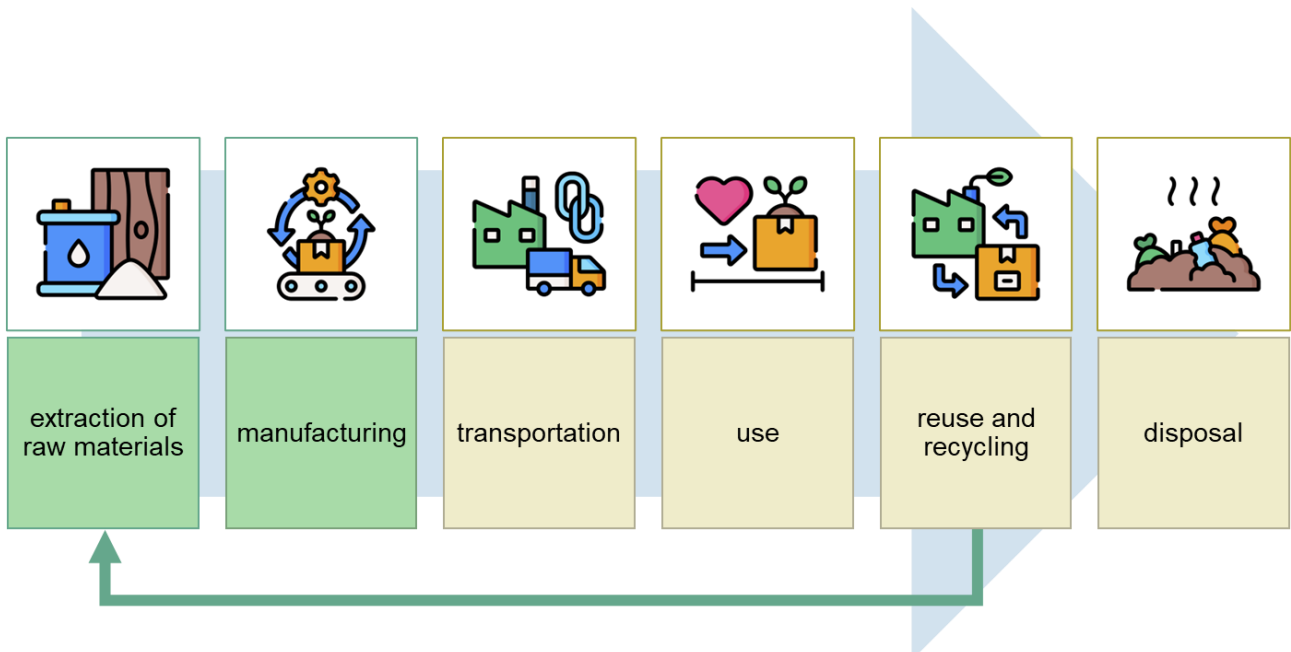 extraction of
raw materials
manufacturing
transportation
use
reuse and
recycling
disposal